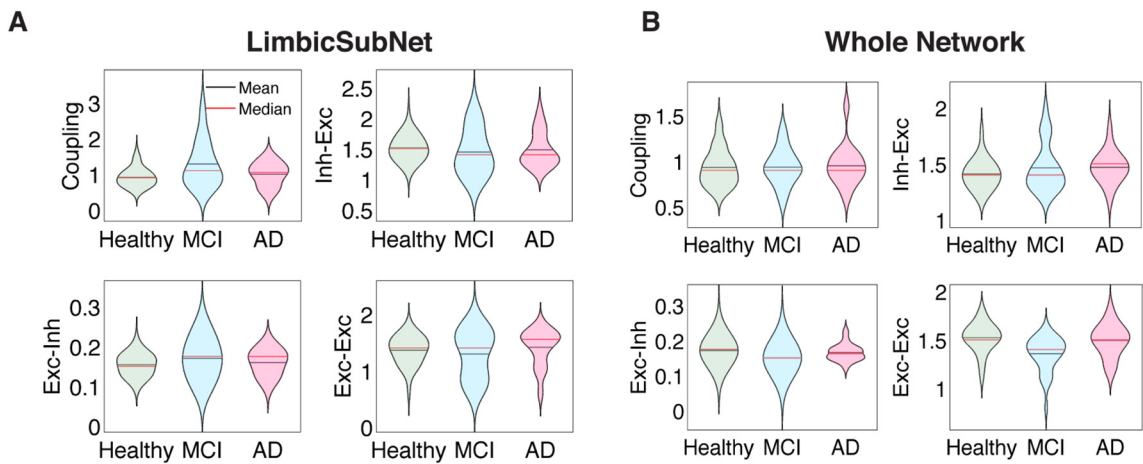 A
LimbicSubNet
Coupling
3
2
1
0
Mean
Median
Healthy MCI AD
Inh-Exc
2.5
2
1.5
1
0.5
Healthy MCI AD
Exc-Inh
0.3
0.2
0.1
0
Healthy MCI AD
Exc-Exc
2
1
0
Healthy MCI AD
B
Whole Network
Coupling
1.5
1
0.5
Healthy MCI AD
Inh-Exc
2
1.5
1
Healthy MCI AD
Exc-Inh
0.3
0.2
0.1
0
Healthy MCI AD
Exc-Exc
2
1.5
1
Healthy MCI AD